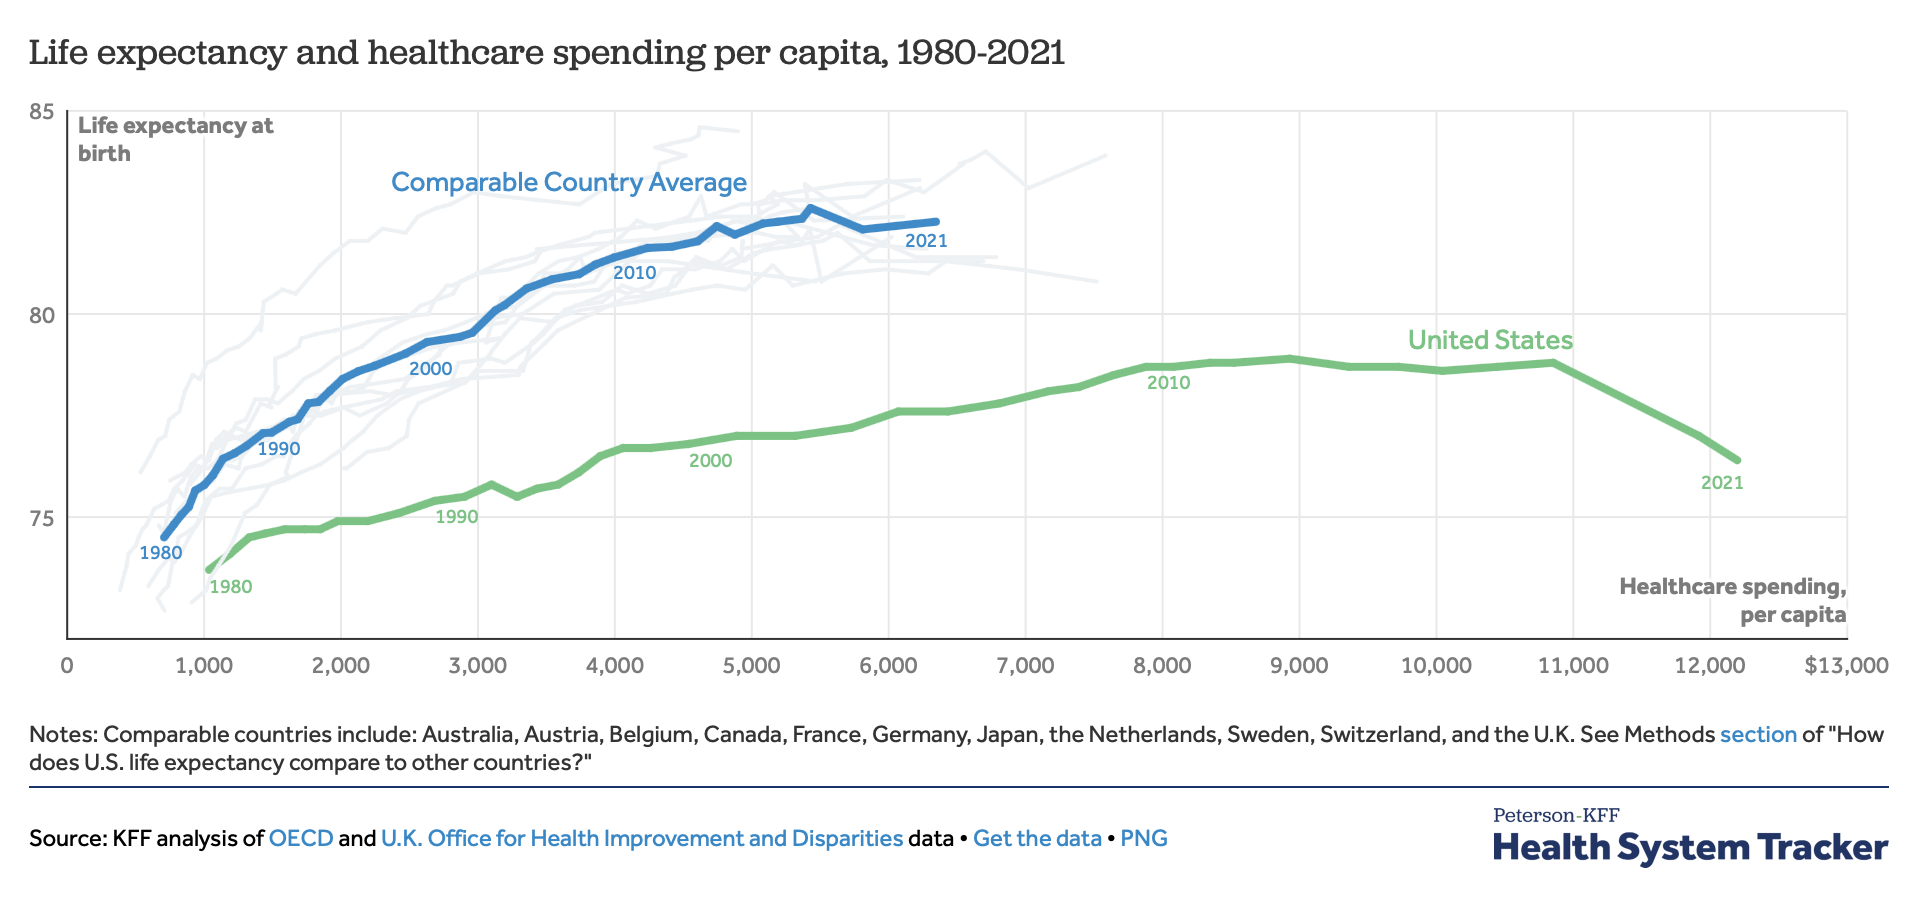 Life expectancy and healthcare spending per capita, 1980-2021
85
Life expectancy at
birth
Comparable Country Average
2021
2010
80
United States
2000
2010
1990
2000
2021
75
1990
1980
1980
Healthcare spending,
per capita
0 1,000 2,000 3,000 4,000 5,000 6,000 7,000 8,000 9,000 10,000 11,000 12,000 $13,000
Notes: Comparable countries include: Australia, Austria, Belgium, Canada, France, Germany, Japan, the Netherlands, Sweden, Switzerland, and the U.K. See Methods section of "How
does U.S. life expectancy compare to other countries?"
Source: KFF analysis of OECD and U.K. Office for Health Improvement and Disparities data • Get the data • PNG
Peterson-KFF
Health System Tracker